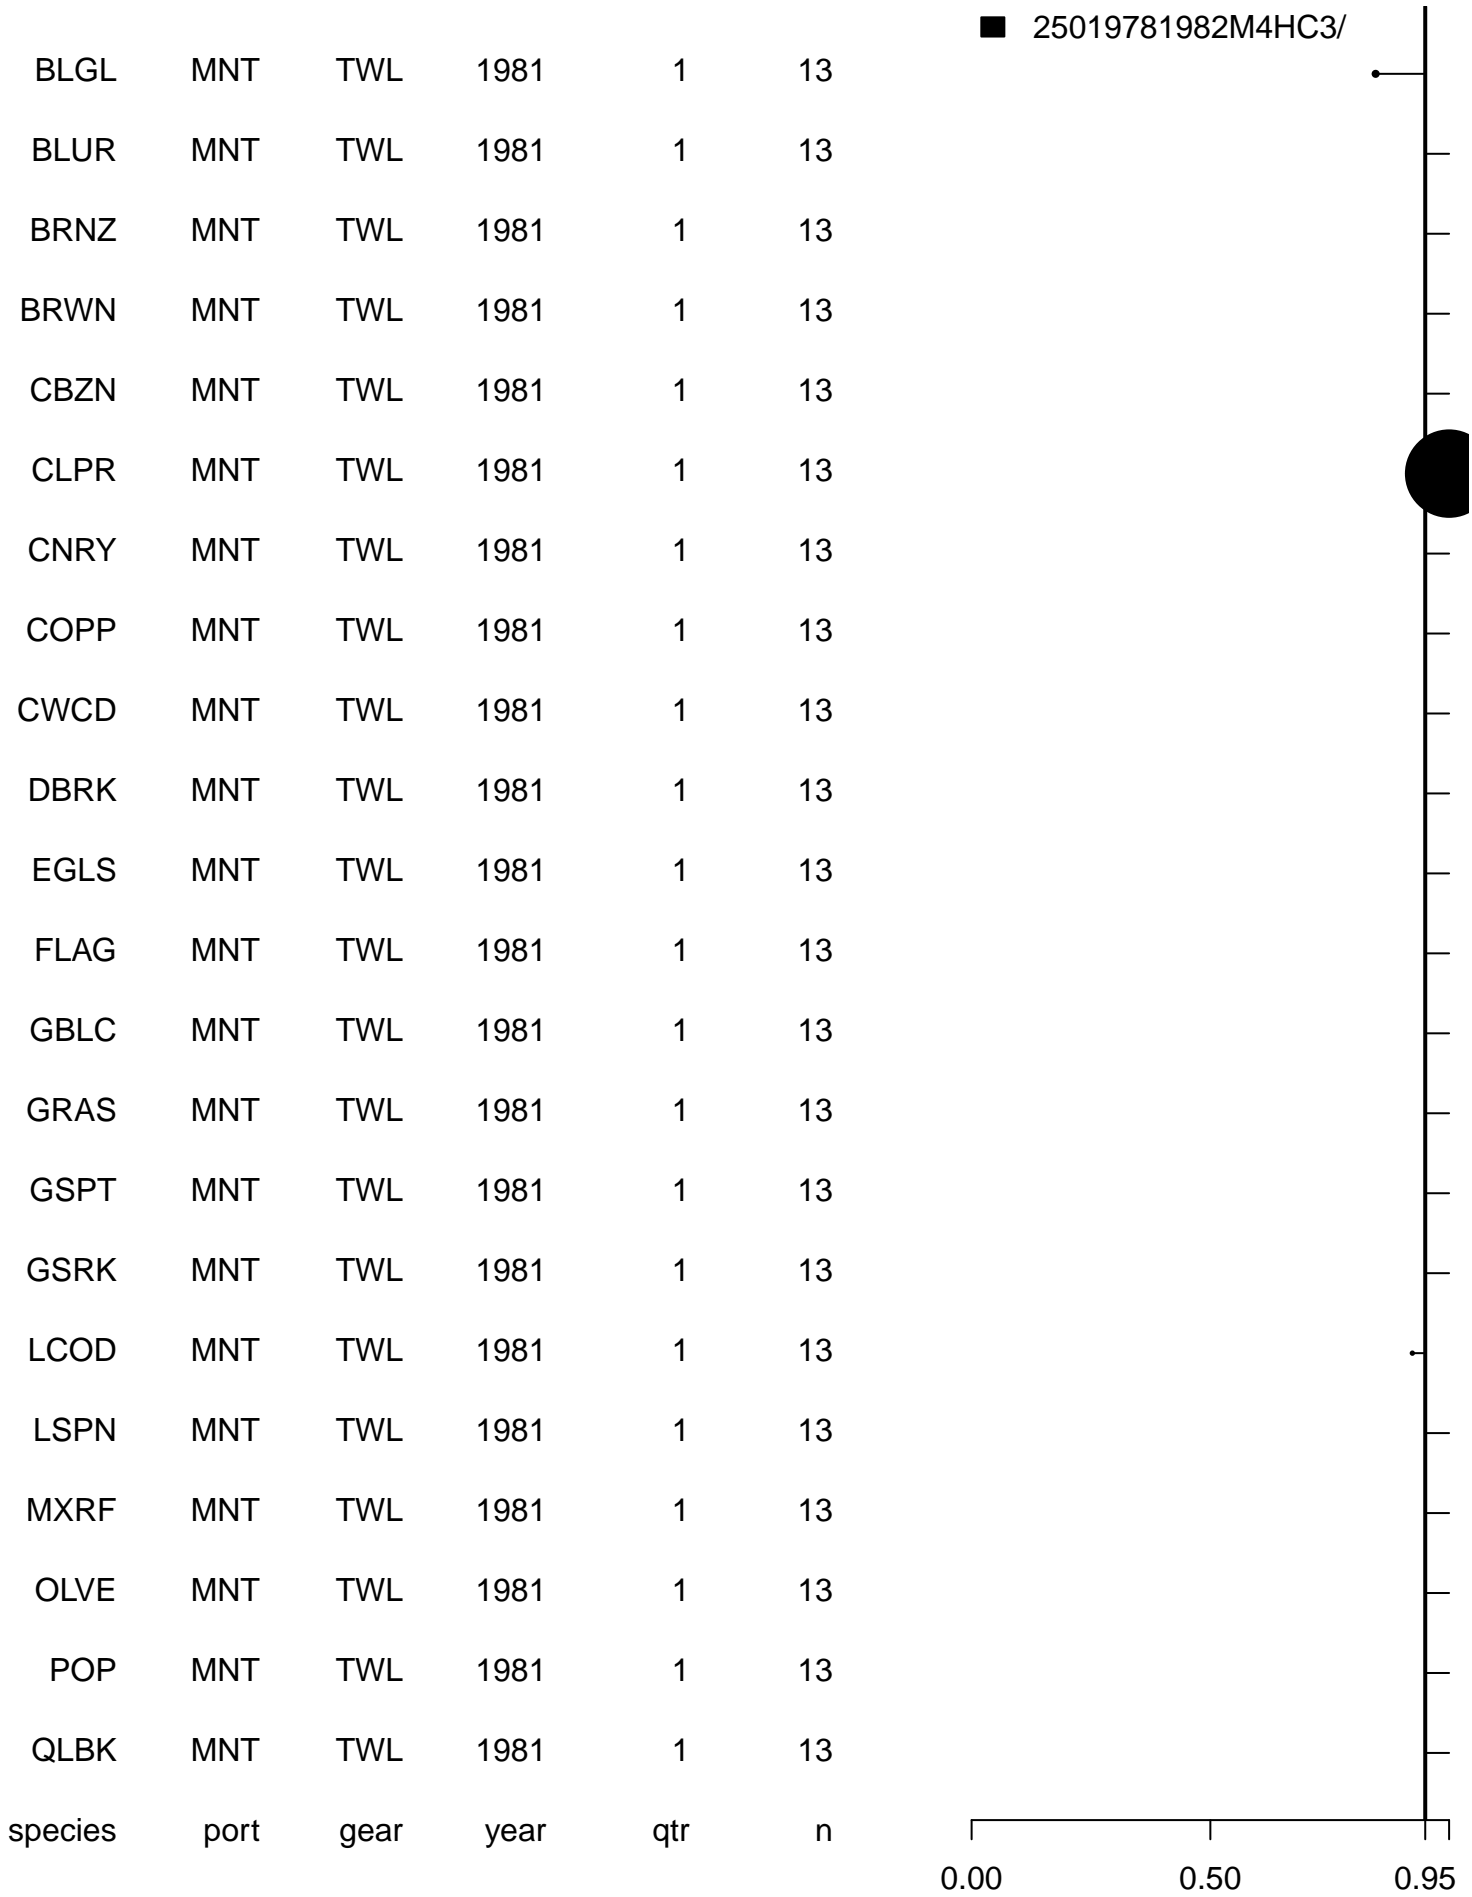 25019781982M4HC3/
BLGL MNT TWL 1981 1 13
BLUR MNT TWL 1981 1 13
BRNZ MNT TWL 1981 1 13
BRWN MNT TWL 1981 1 13
CBZN MNT TWL 1981 1 13
CLPR MNT TWL 1981 1 13
CNRY MNT TWL 1981 1 13
COPP MNT TWL 1981 1 13
CWCD MNT TWL 1981 1 13
DBRK MNT TWL 1981 1 13
EGLS MNT TWL 1981 1 13
FLAG MNT TWL 1981 1 13
GBLC MNT TWL 1981 1 13
GRAS MNT TWL 1981 1 13
GSPT MNT TWL 1981 1 13
GSRK MNT TWL 1981 1 13
LCOD MNT TWL 1981 1 13
LSPN MNT TWL 1981 1 13
MXRF MNT TWL 1981 1 13
OLVE MNT TWL 1981 1 13
POP MNT TWL 1981 1 13
QLBK MNT TWL 1981 1 13
species port gear year qtr n
0.00 0.50 0.95